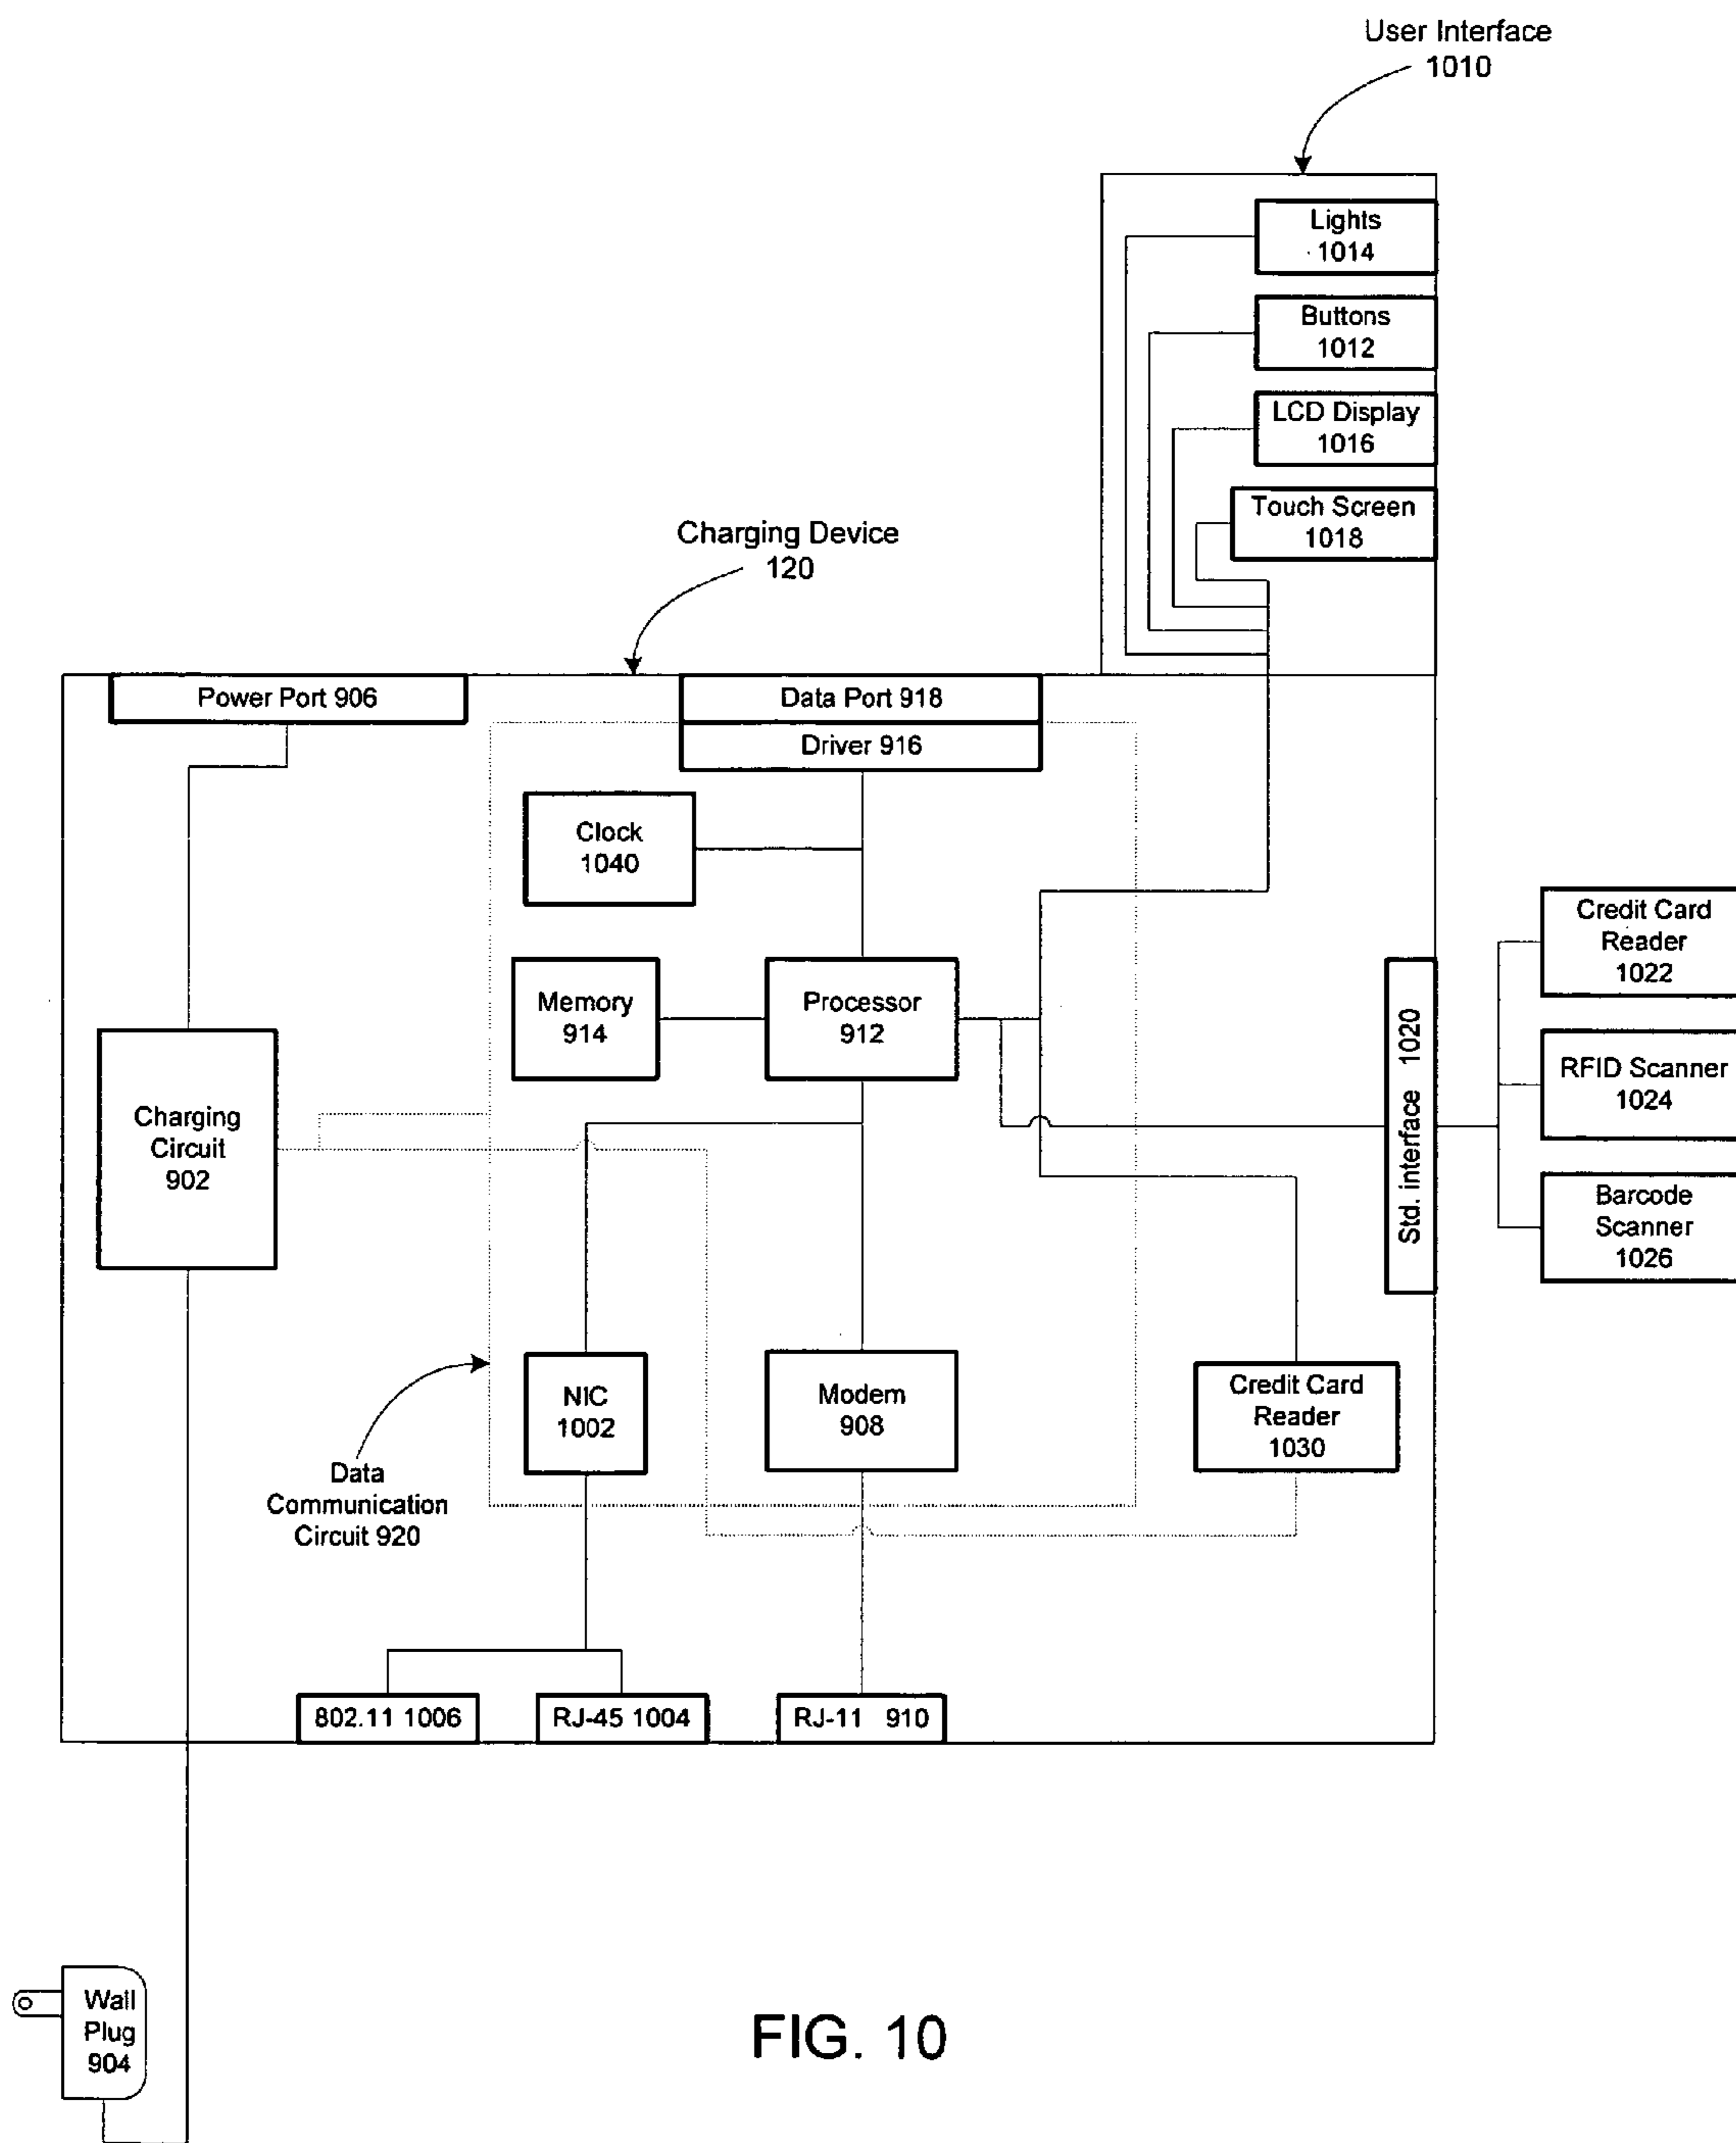 User Interface
1010
Lights
1014
Buttons
1012
LCD Display
1016
Touch Screen
1018
Charging Device
120
Power Port 906
Data Port 918
Driver 916
Clock
1040
Memory
914
Processor
912
Charging
Circuit
902
Std. interface 1020
Credit Card
Reader
1022
RFID Scanner
1024
Barcode
Scanner
1026
NIC
1002
Modem
908
Credit Card
Reader
1030
Data
Communication
Circuit 920
802.11 1006
RJ-45 1004
RJ-11 910
Wall
Plug
904
FIG. 10